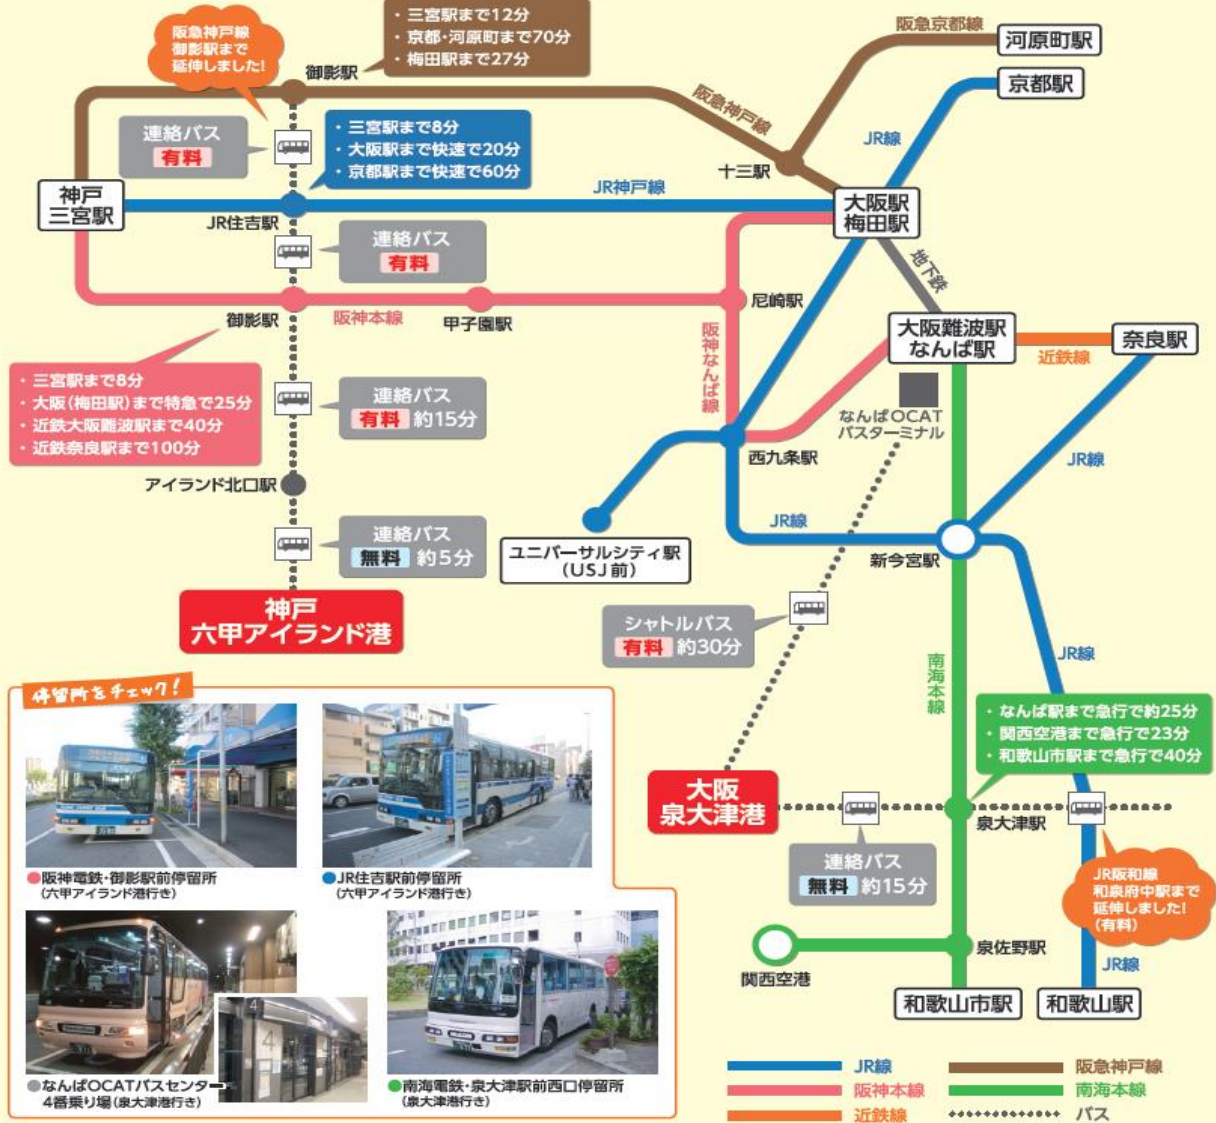 阪急神戸線
御影駅まで
延伸しました!
・三宮駅まで12分
・京都・河原町まで70分
・梅田駅まで27分
御影駅
阪急京都線
河原町駅
京都駅
阪急神戸線
JR線
十三駅
連絡バス
有料
・三宮駅まで8分
・大阪駅まで快速で20分
・京都駅まで快速で60分
神戸
三宮駅
JR住吉駅
JR神戸線
大阪駅
梅田駅
連絡バス
有料
地下鉄
御影駅
阪神本線
甲子園駅
尼崎駅
阪神なんば線
大阪難波駅
なんば駅
近鉄線
奈良駅
・三宮駅まで8分
・大阪(梅田駅)まで特急で25分
・近鉄大阪難波駅まで40分
・近鉄奈良駅まで100分
連絡バス
有料 約15分
なんばOCAT
バスターミナル
西九条駅
JR線
アイランド北口駅
連絡バス
無料 約5分
ユニバーサルシティ駅
(USJ前)
JR線
新今宮駅
神戸
六甲アイランド港
シャトルバス
有料 約30分
南海本線
JR線
・なんば駅まで急行で約25分
・関西空港まで急行で23分
・和歌山市駅まで急行で40分
大阪
泉大津港
泉大津駅
連絡バス
無料 約15分
JR阪和線
和泉府中駅まで
延伸しました!
(有料)
関西空港
泉佐野駅
JR線
和歌山市駅
和歌山駅
停留所をチェック!
●阪神電鉄・御影駅前停留所
(六甲アイランド港行き)
●JR住吉駅前停留所
(六甲アイランド港行き)
4
4
●なんばOCATバスセンター
4番乗り場(泉大津港行き)
●南海電鉄・泉大津駅前西口停留所
(泉大津港行き)
JR線
阪急神戸線
阪神本線
南海本線
近鉄線
バス